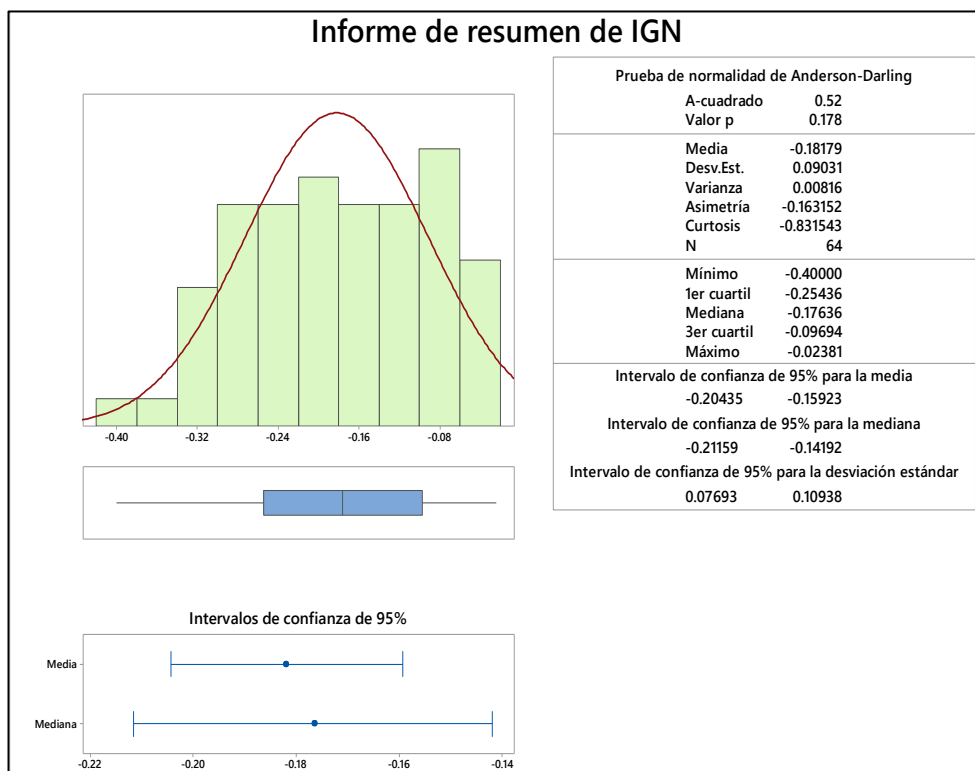 Informe de resumen de IGN
-0.40 -0.32 -0.24 -0.16 -0.08
Prueba de normalidad de Anderson-Darling
A-cuadrado 0.52
Valor p 0.178
Media -0.18179
Desv.Est. 0.09031
Varianza 0.00816
Asimetría -0.163152
Curtosis -0.831543
N 64
Mínimo -0.40000
1er cuartil -0.25436
Mediana -0.17636
3er cuartil -0.09694
Máximo -0.02381
Intervalo de confianza de 95% para la media
-0.20435 -0.15923
Intervalo de confianza de 95% para la mediana
-0.21159 -0.14192
Intervalo de confianza de 95% para la desviación estándar
0.07693 0.10938
Intervalos de confianza de 95%
Media
Mediana
-0.22 -0.20 -0.18 -0.16 -0.14